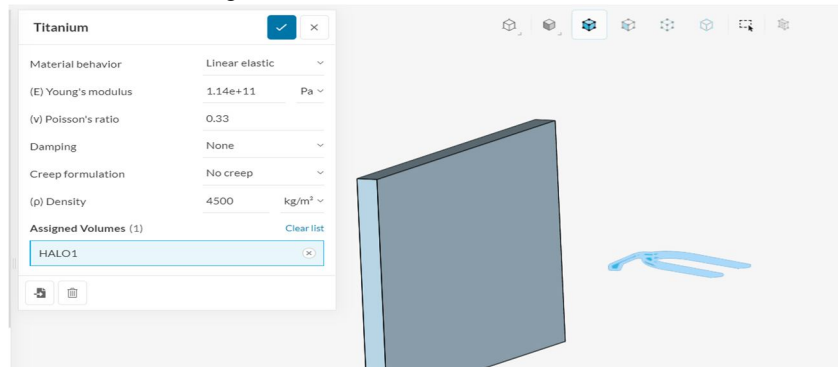 Titanium
Material behavior Linear elastic
(E) Young's modulus 1.14e+11 Pa
(v) Poisson's ratio 0.33
Damping None
Creep formulation No creep
(ρ) Density 4500 kg/m³
Assigned Volumes (1) Clear list
HALO1